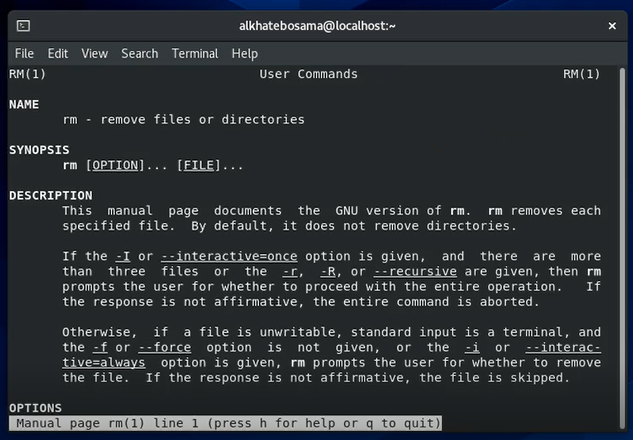 alkhatebosama@localhost:~
File Edit View Search Terminal Help
RM(1) User Commands RM(1)
NAME
rm - remove files or directories
SYNOPSIS
rm [OPTION]... [FILE]...
DESCRIPTION
This manual page documents the GNU version of rm. rm removes each
specified file. By default, it does not remove directories.
If the -I or --interactive=once option is given, and there are more
than three files or the -r, -R, or --recursive are given, then rm
prompts the user for whether to proceed with the entire operation. If
the response is not affirmative, the entire command is aborted.
Otherwise, if a file is unwritable, standard input is a terminal, and
the -f or --force option is not given, or the -i or --interac-
tive=always option is given, rm prompts the user for whether to remove
the file. If the response is not affirmative, the file is skipped.
OPTIONS
Manual page rm(1) line 1 (press h for help or q to quit)